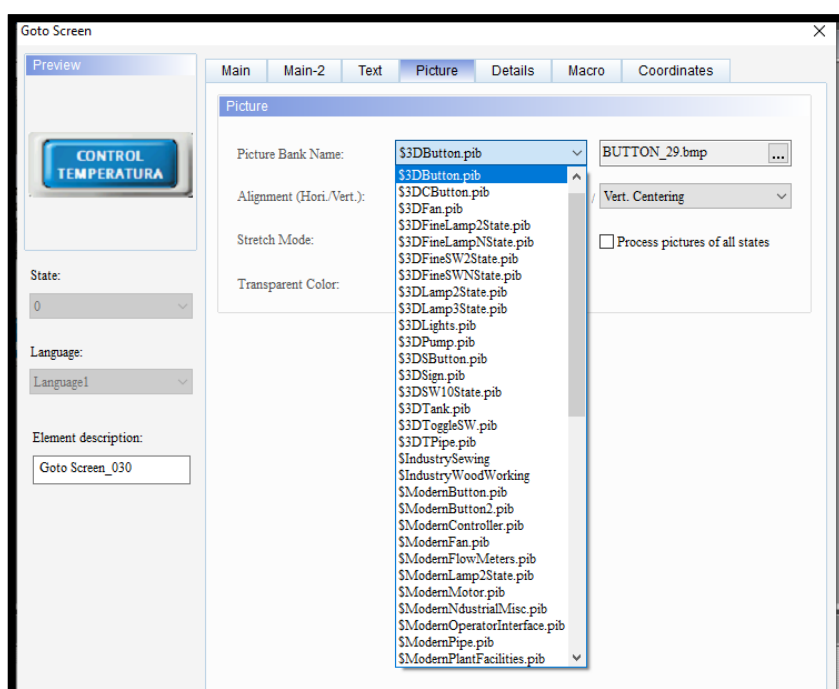 Goto Screen
Preview
Main Main-2 Text Picture Details Macro Coordinates
CONTROL
TEMPERATURA
Picture
Picture Bank Name: $3DButton.pib BUTTON_29.bmp ...
Alignment (Hori./Vert.): / Vert. Centering
Stretch Mode: Process pictures of all states
Transparent Color:
$3DButton.pib
$3DCButton.pib
$3DFan.pib
$3DFineLamp2State.pib
$3DFineLampNState.pib
$3DFineSW2State.pib
$3DFineSWNState.pib
$3DLamp2State.pib
$3DLamp3State.pib
$3DLights.pib
$3DPump.pib
$3DSButton.pib
$3DSign.pib
$3DSW10State.pib
$3DTank.pib
$3DToggleSW.pib
$3DTPipe.pib
$IndustrySewing
$IndustryWoodWorking
$ModernButton.pib
$ModernButton2.pib
$ModernController.pib
$ModernFan.pib
$ModernFlowMeters.pib
$ModernLamp2State.pib
$ModernMotor.pib
$ModernNdustrialMisc.pib
$ModernOperatorInterface.pib
$ModernPipe.pib
$ModernPlantFacilities.pib
State:
0
Language:
Language1
Element description:
Goto Screen_030